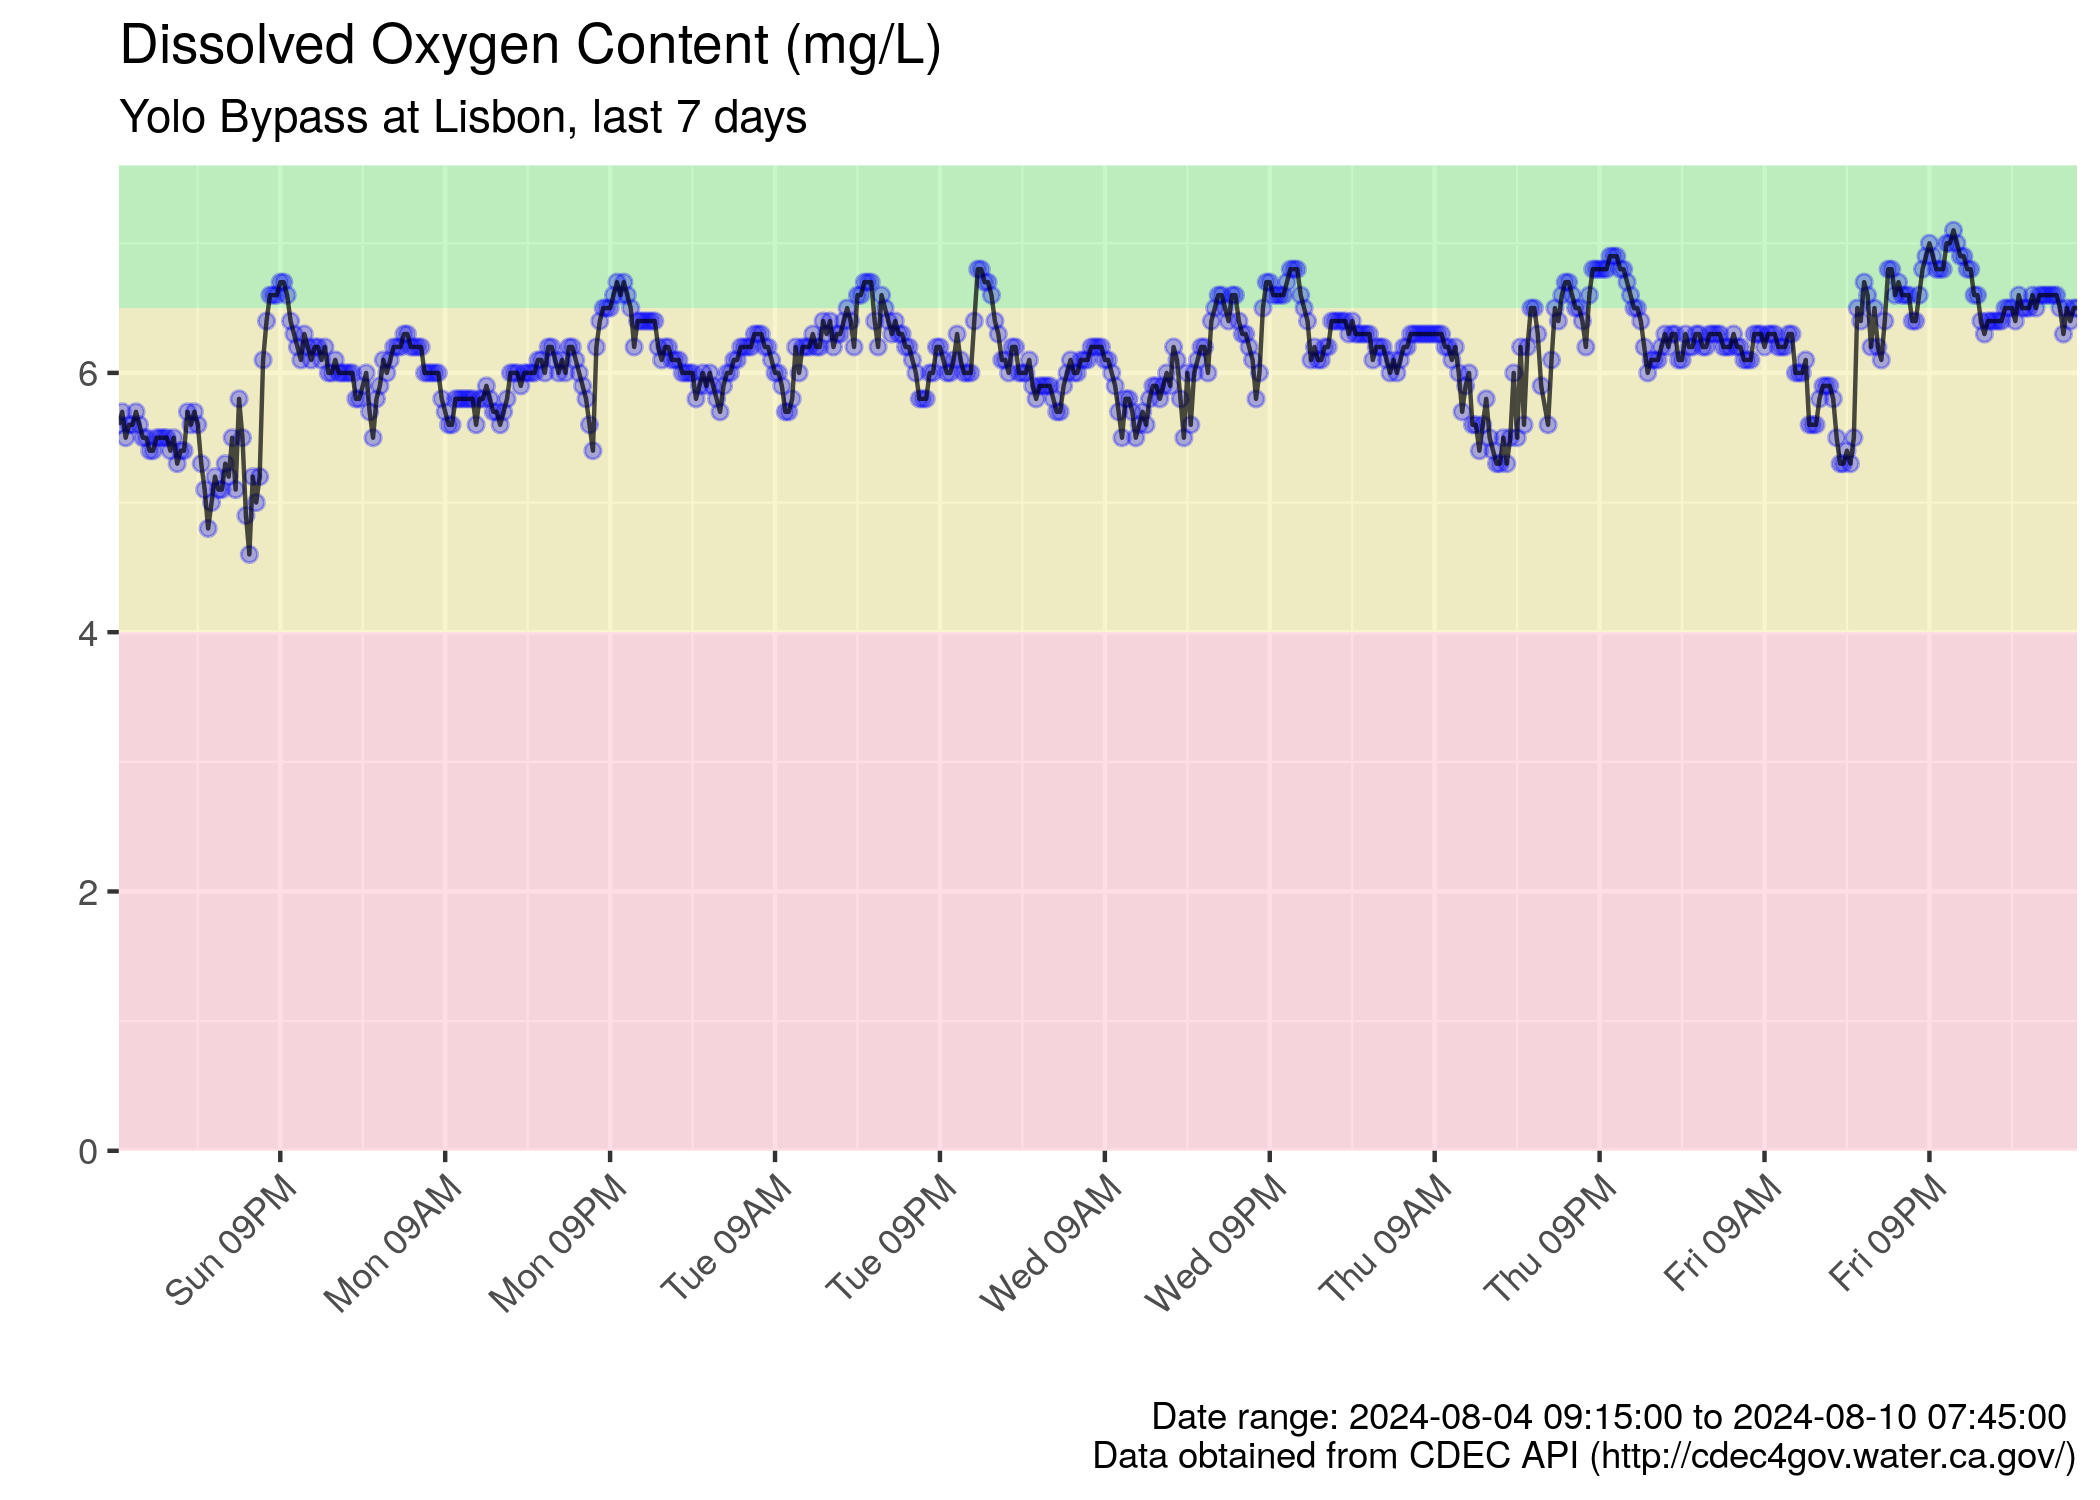 Dissolved Oxygen Content (mg/L)
Yolo Bypass at Lisbon, last 7 days
6
4
2
0
Sun 09PM
Mon 09AM
Mon 09PM
Tue 09AM
Tue 09PM
Wed 09AM
Wed 09PM
Thu 09AM
Thu 09PM
Fri 09AM
Fri 09PM
Date range: 2024-08-04 09:15:00 to 2024-08-10 07:45:00
Data obtained from CDEC API (http://cdec4gov.water.ca.gov/)